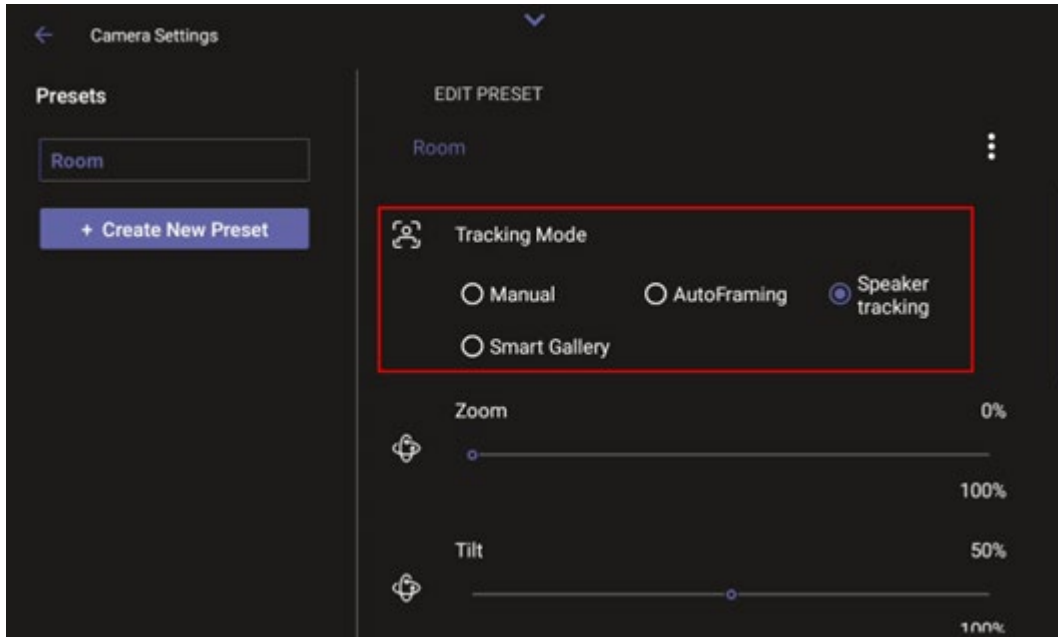 Camera Settings
Presets
Room
+ Create New Preset
EDIT PRESET
Room
Tracking Mode
Manual
AutoFraming
Speaker
tracking
Smart Gallery
Zoom
0%
100%
Tilt
50%
100%